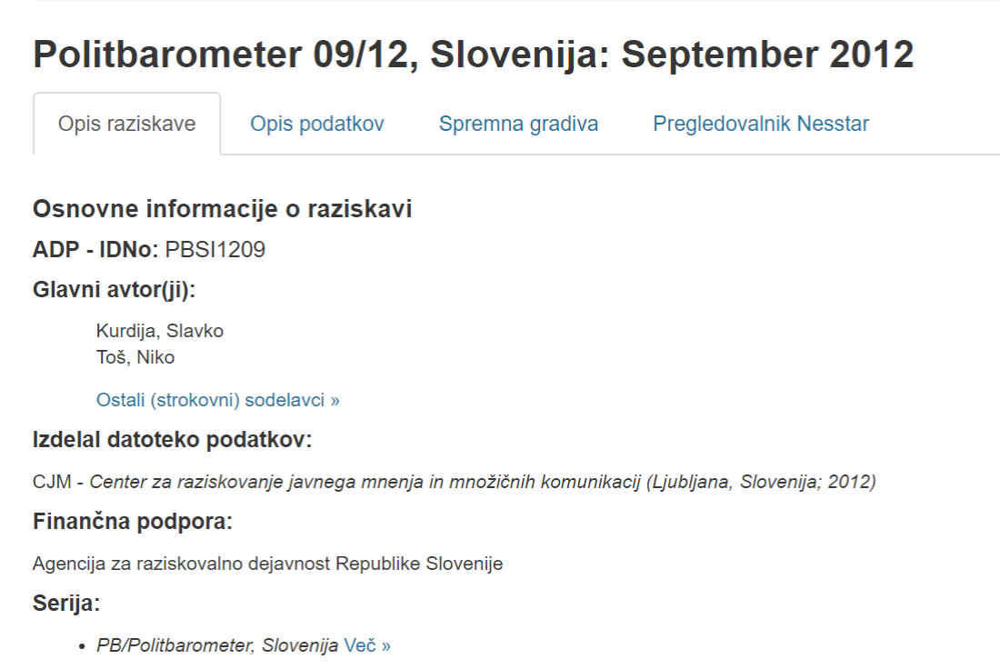 Politbarometer 09/12, Slovenija: September 2012
Opis raziskave Opis podatkov Spremna gradiva Pregledovalnik Nesstar
Osnovne informacije o raziskavi
ADP - IDNo: PBSI1209
Glavni avtor(ji):
Kurdija, Slavko
Toš, Niko
Ostali (strokovni) sodelavci »
Izdelal datoteko podatkov:
CJM - Center za raziskovanje javnega mnenja in množičnih komunikacij (Ljubljana, Slovenija; 2012)
Finančna podpora:
Agencija za raziskovalno dejavnost Republike Slovenije
Serija:
• PB/Politbarometer, Slovenija Več »